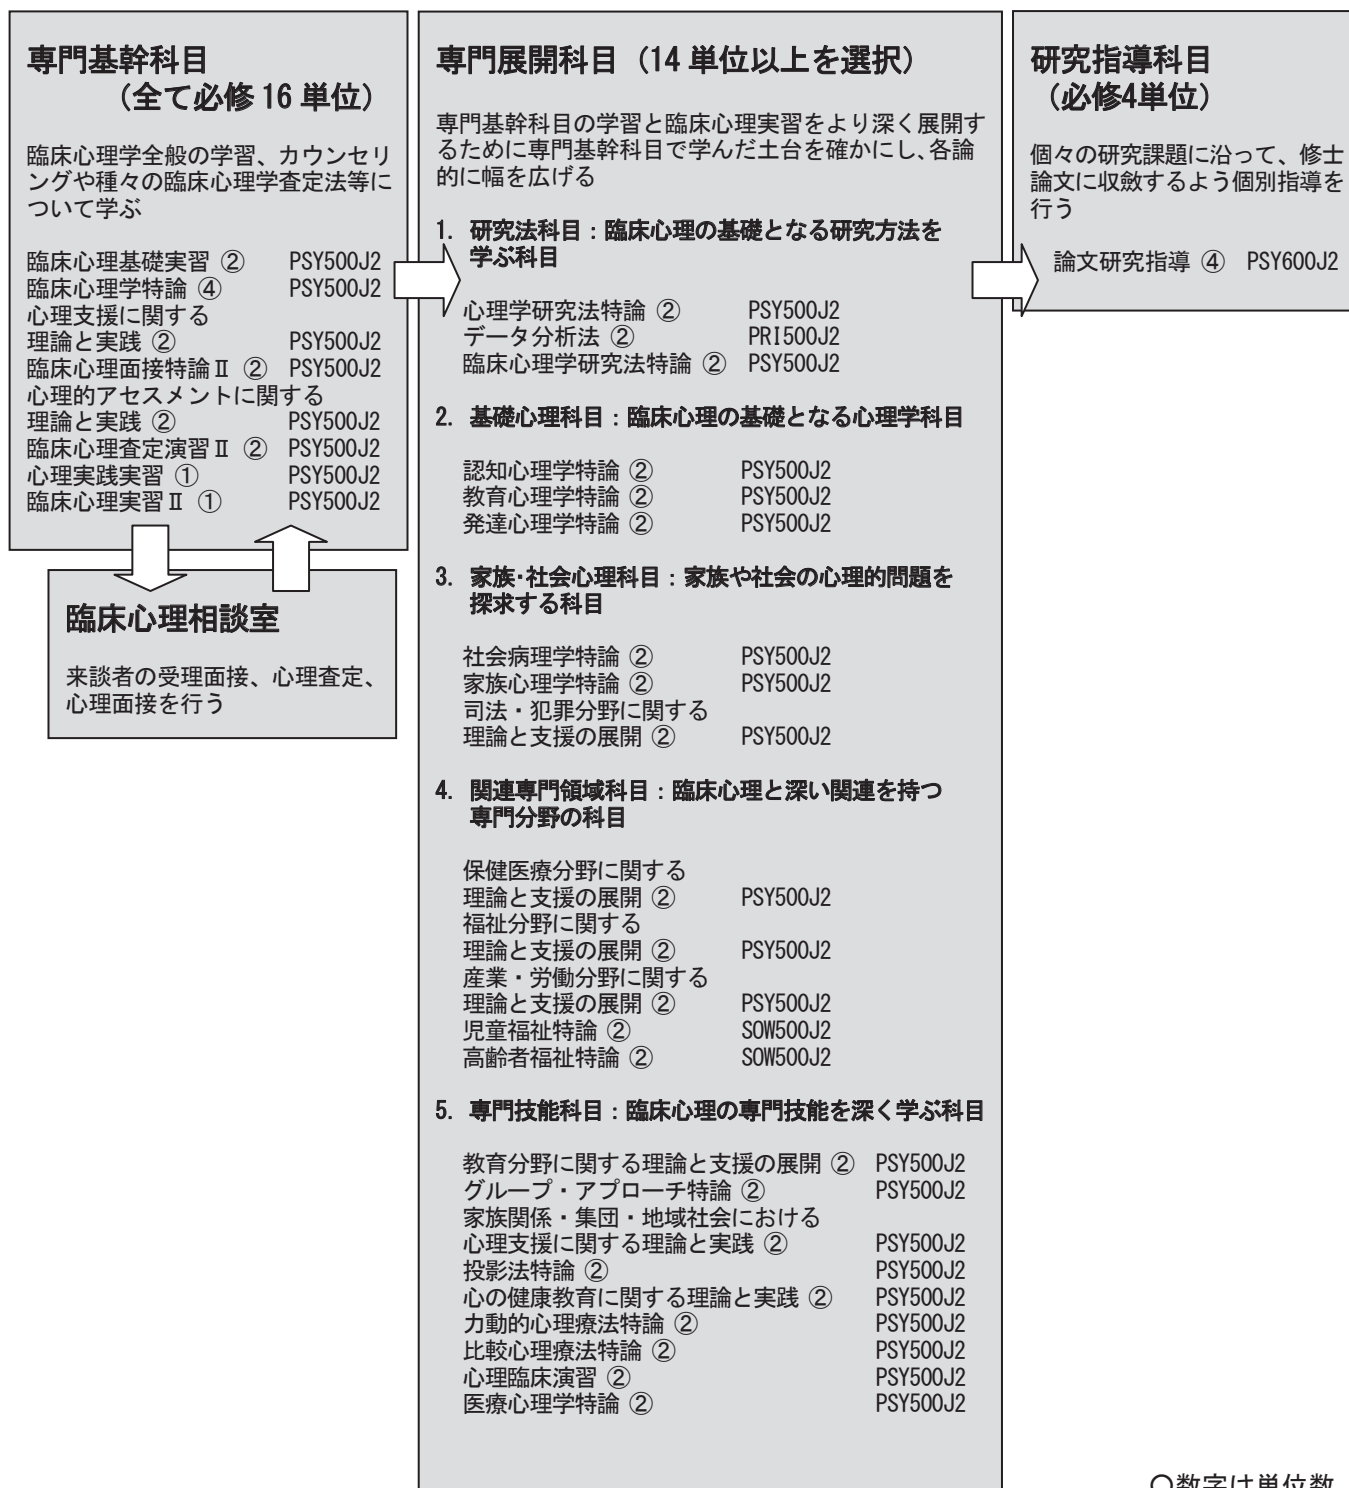 専門基幹科目
（全て必修 16 単位）
臨床心理学全般の学習、カウンセリ
ングや種々の臨床心理学査定法等に
ついて学ぶ
臨床心理基礎実習 ② PSY500J2
臨床心理学特論 ④ PSY500J2
心理支援に関する
理論と実践 ② PSY500J2
臨床心理面接特論Ⅱ ② PSY500J2
心理的アセスメントに関する
理論と実践 ② PSY500J2
臨床心理査定演習Ⅱ ② PSY500J2
心理実践実習 ① PSY500J2
臨床心理実習Ⅱ ① PSY500J2
臨床心理相談室
来談者の受理面接、心理査定、
心理面接を行う
専門展開科目（14 単位以上を選択）
専門基幹科目の学習と臨床心理実習をより深く展開す
るために専門基幹科目で学んだ土台を確かにし、各論
的に幅を広げる
1. 研究法科目：臨床心理の基礎となる研究方法を
学ぶ科目
心理学研究法特論 ② PSY500J2
データ分析法 ② PRI500J2
臨床心理学研究法特論 ② PSY500J2
2. 基礎心理科目：臨床心理の基礎となる心理学科目
認知心理学特論 ② PSY500J2
教育心理学特論 ② PSY500J2
発達心理学特論 ② PSY500J2
3. 家族・社会心理科目：家族や社会の心理的問題を
探求する科目
社会病理学特論 ② PSY500J2
家族心理学特論 ② PSY500J2
司法・犯罪分野に関する
理論と支援の展開 ② PSY500J2
4. 関連専門領域科目：臨床心理と深い関連を持つ
専門分野の科目
保健医療分野に関する
理論と支援の展開 ② PSY500J2
福祉分野に関する
理論と支援の展開 ② PSY500J2
産業・労働分野に関する
理論と支援の展開 ② PSY500J2
児童福祉特論 ② SOW500J2
高齢者福祉特論 ② SOW500J2
5. 専門技能科目：臨床心理の専門技能を深く学ぶ科目
教育分野に関する理論と支援の展開 ② PSY500J2
グループ・アプローチ特論 ② PSY500J2
家族関係・集団・地域社会における
心理支援に関する理論と実践 ② PSY500J2
投影法特論 ② PSY500J2
心の健康教育に関する理論と実践 ② PSY500J2
力動的心理療法特論 ② PSY500J2
比較心理療法特論 ② PSY500J2
心理臨床演習 ② PSY500J2
医療心理学特論 ② PSY500J2
研究指導科目
（必修4単位）
個々の研究課題に沿って、修士
論文に収斂するよう個別指導を
行う
論文研究指導 ④ PSY600J2
○数字は単位数